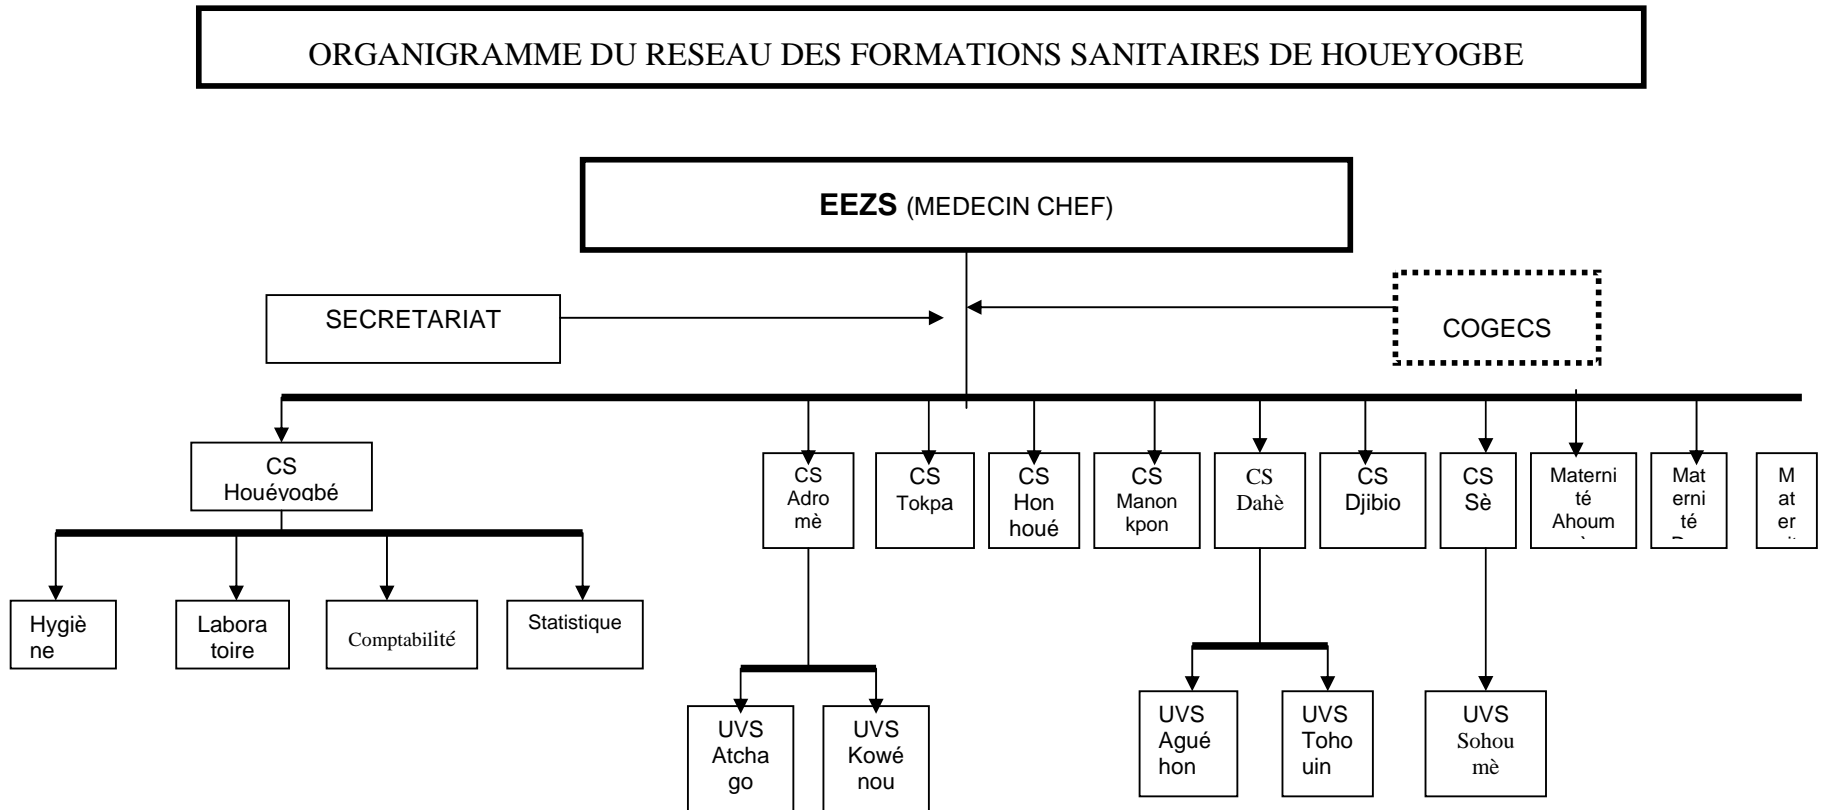 ORGANIGRAMME DU RESEAU DES FORMATIONS SANITAIRES DE HOUEYOGBE
EEZS (MEDECIN CHEF)
SECRETARIAT
COGECS
CS
Houéyogbé
CS
Adro
mè
CS
Tokpa
CS
Hon
houé
CS
Manon
kpon
CS
Dahè
CS
Djibio
CS
Sè
Materni
té
Ahoum
Mat
erni
té
M
at
er
Hygiè
ne
Labora
toire
Comptabilité
Statistique
UVS
Atcha
go
UVS
Kowé
nou
UVS
Agué
hon
UVS
Toho
uin
UVS
Sohou
mè